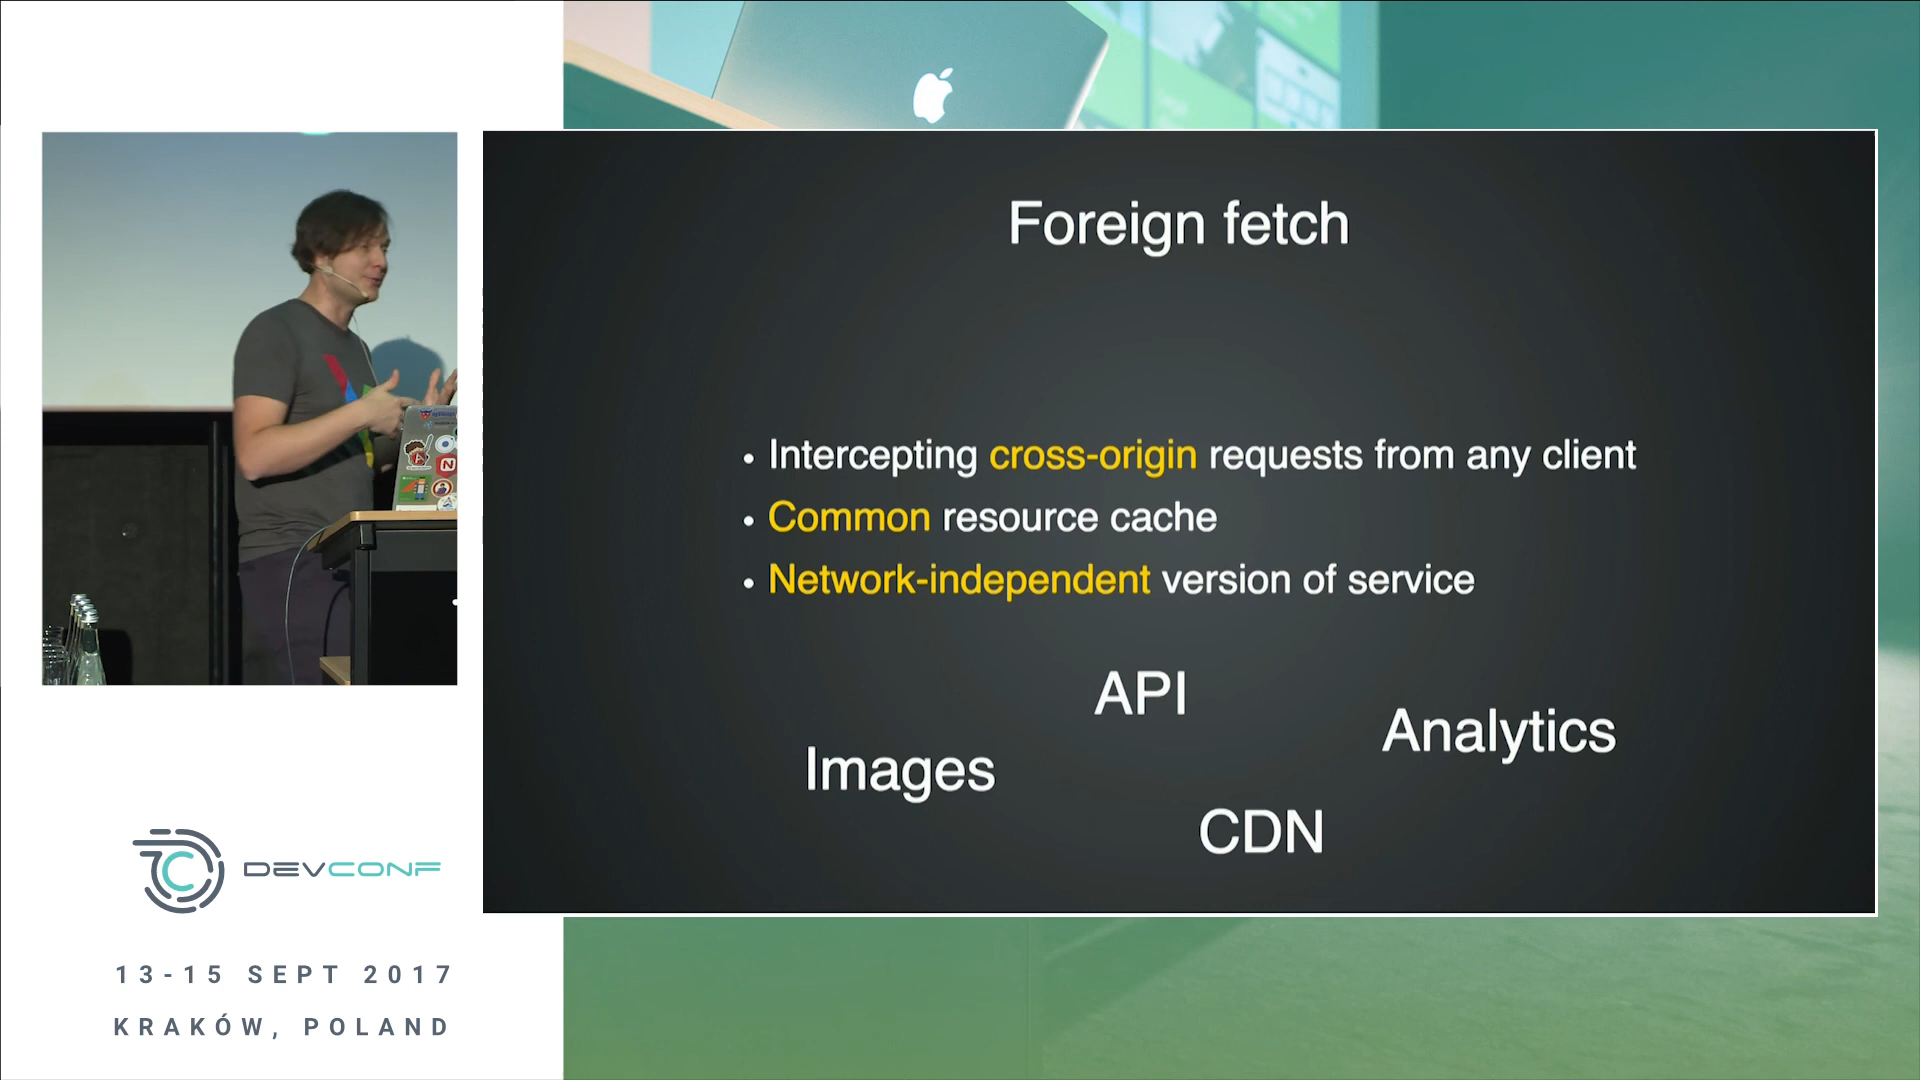 Foreign fetch
• Intercepting cross-origin requests from any client
• Common resource cache
• Network-independent version of service
API
Analytics
Images
CDN
DEVCONF
13-15 SEPT 2017
KRAKÓW, POLAND